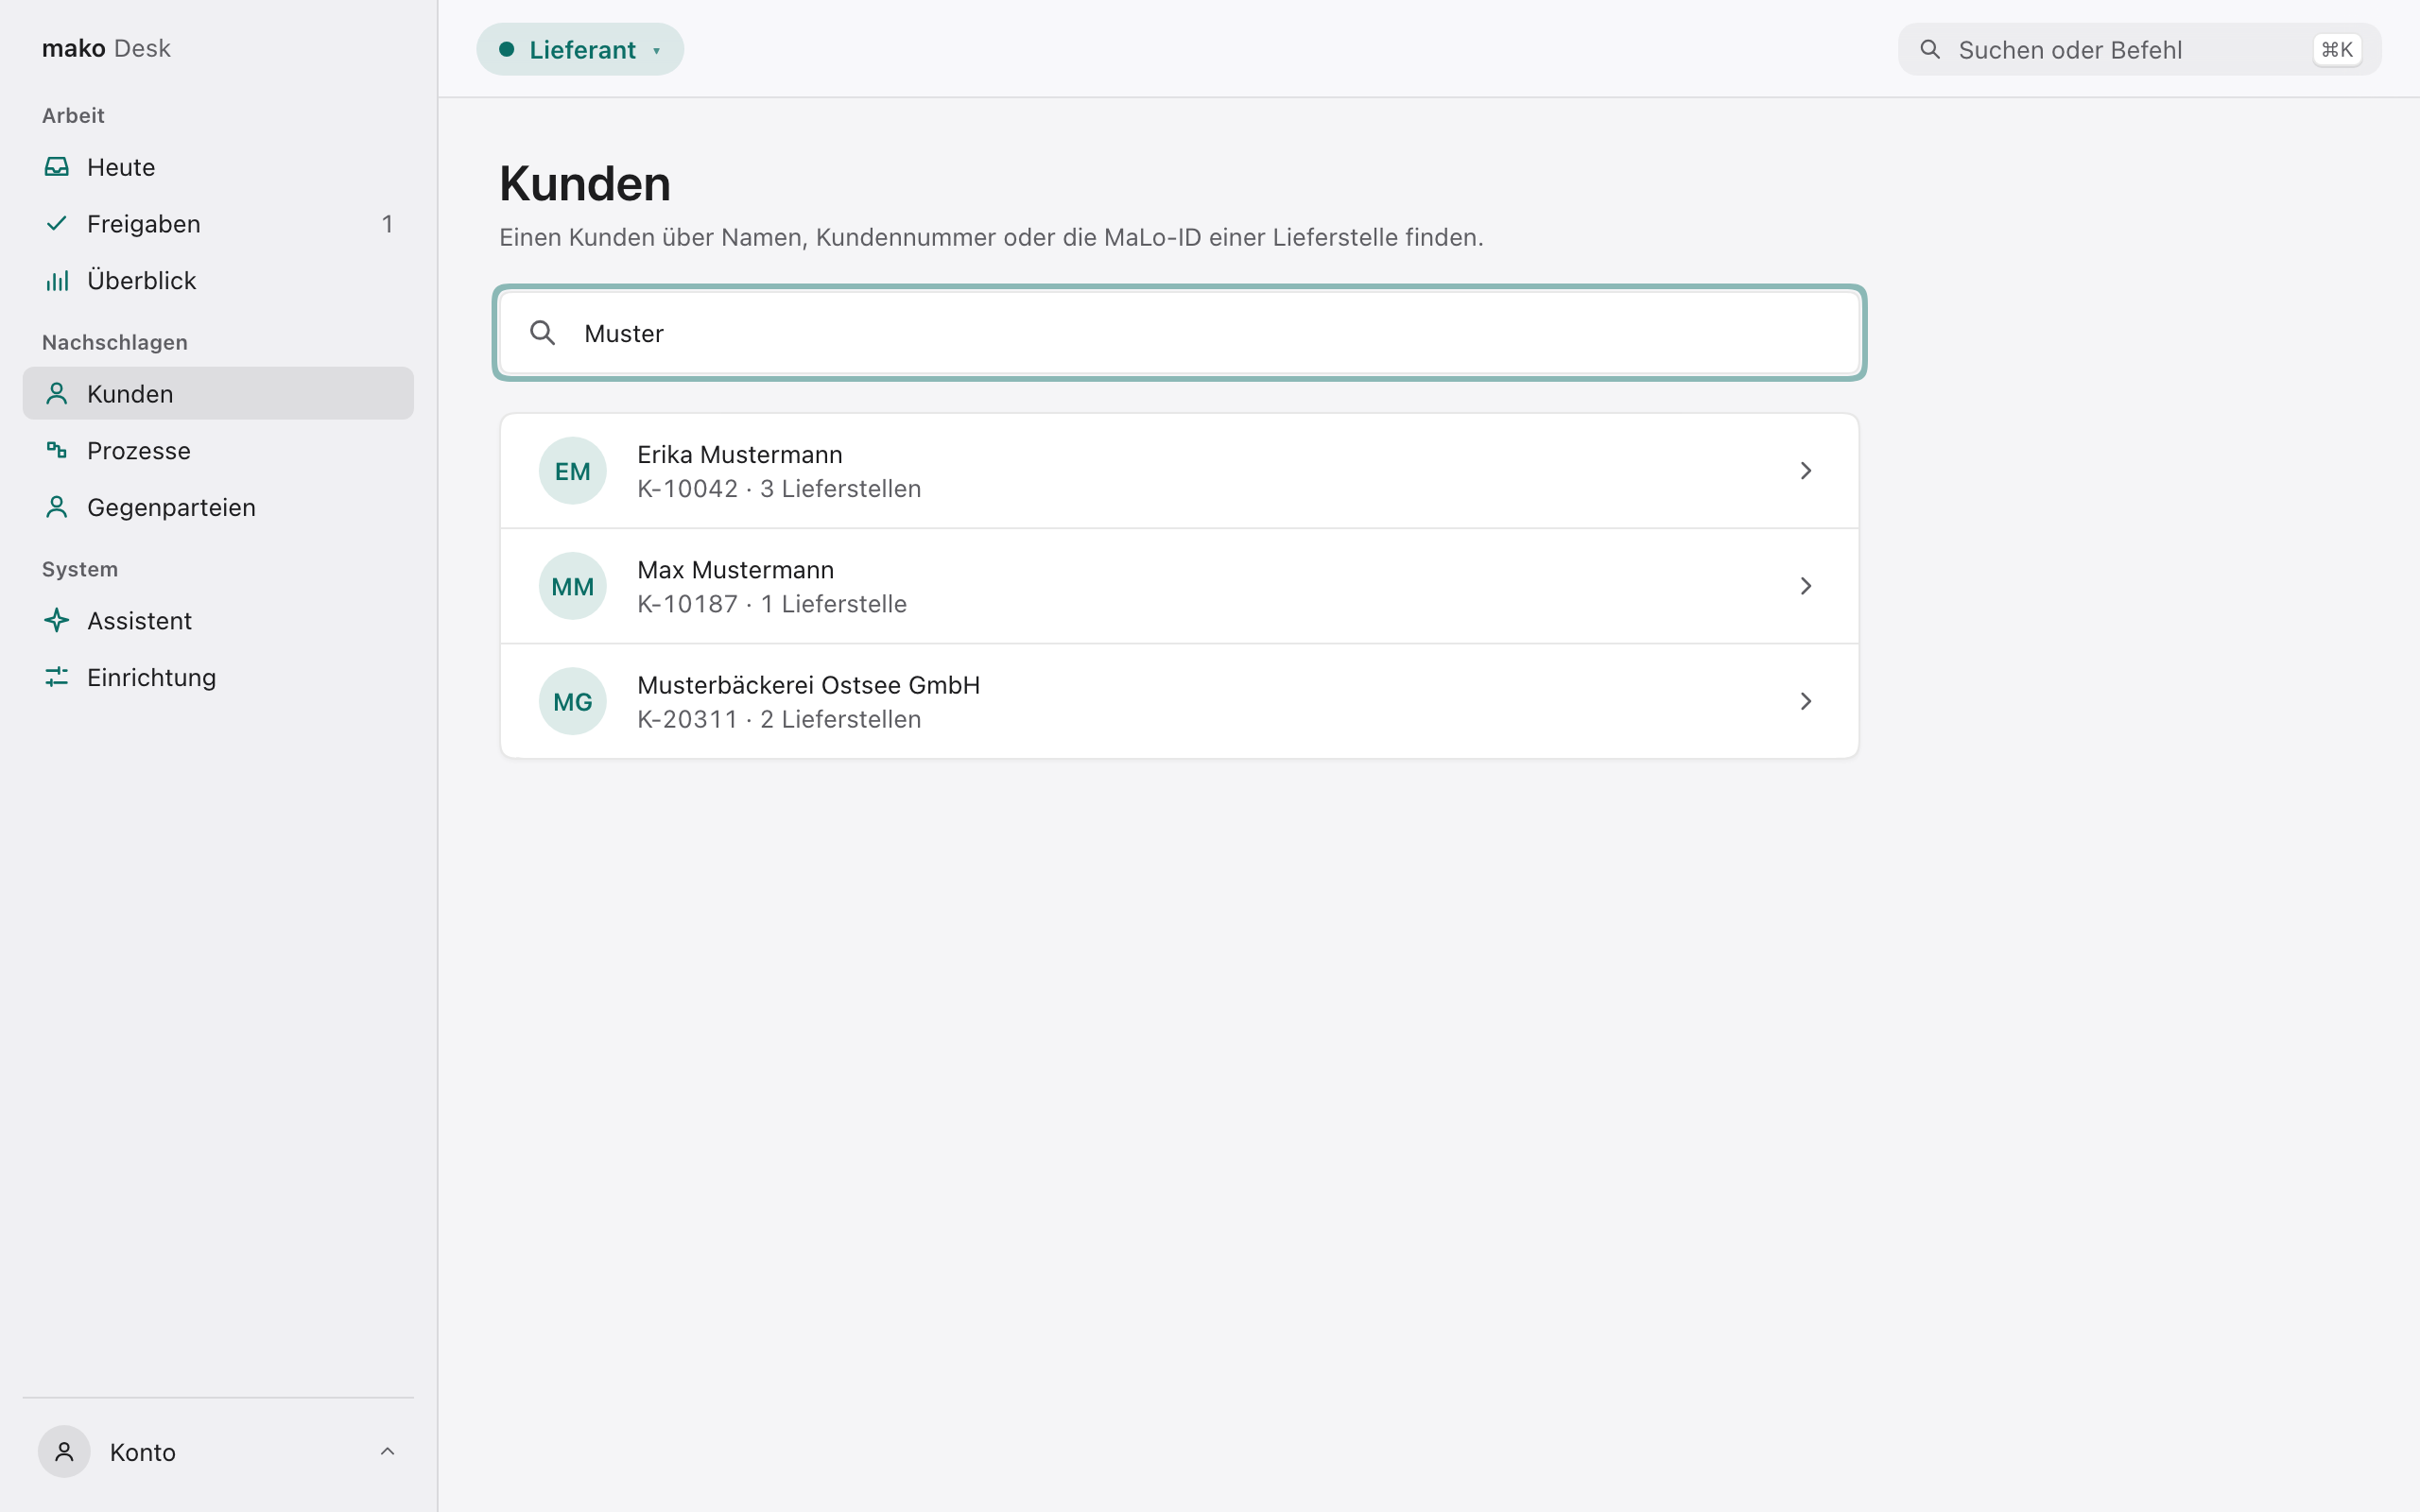 mako Desk
Arbeit
Heute
Freigaben 1
Überblick
Nachschlagen
Kunden
Prozesse
Gegenparteien
System
Assistent
Einrichtung
Konto
Lieferant
Suchen oder Befehl ⌘K
Kunden
Einen Kunden über Namen, Kundennummer oder die MaLo-ID einer Lieferstelle finden.
Muster
EM
Erika Mustermann
K-10042 · 3 Lieferstellen
MM
Max Mustermann
K-10187 · 1 Lieferstelle
MG
Musterbäckerei Ostsee GmbH
K-20311 · 2 Lieferstellen